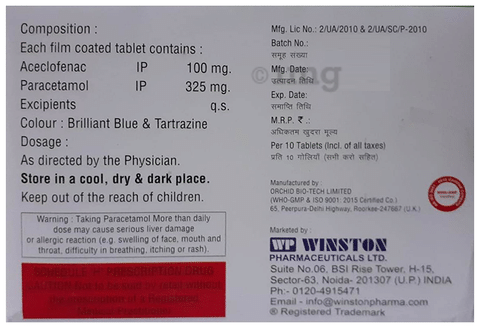 Composition :
Each film coated tablet contains :
Aceclofenac IP 100 mg.
Paracetamol IP 325 mg.
Excipients q.s.
Colour : Brilliant Blue & Tartrazine
Dosage :
As directed by the Physician.
Store in a cool, dry & dark place.
Keep out of the reach of children.
Warning : Taking Paracetamol More than daily
dose may cause serious liver damage
or allergic reaction (e.g. swelling of face, mouth and
throat, difficulty in breathing, itching or rash).
SCHEDULE H PRESCRIPTION DRUG
CAUTION
Mfg. Lic No.: 2/UA/2010 & 2/UA/SC/P-2010
Batch No.:
समूह संख्या
Mfg. Date:
उत्पादन तिथि
Exp. Date:
समाप्ति तिथि
M.R.P. ₹ .:
अधिकतम खुदरा मूल्य
Per 10 Tablets (Incl. of all taxes)
प्रति 10 गोलियाँ (सभी करों सहित)
Manufactured by :
ORCHID BIO-TECH LIMITED
(WHO-GMP & ISO 9001: 2015 Certified Co.)
65, Peerpura-Delhi Highway, Roorkee-247667 (U.K.)
Marketed by :
WP WINSTON
PHARMACEUTICALS LTD.
Suite No.06, BSI Rise Tower, H-15,
Sector-63, Noida- 201307 (U.P.) INDIA
Ph.- 0120-4915471
Email - info@winstonpharma.com
® Registered Trademark